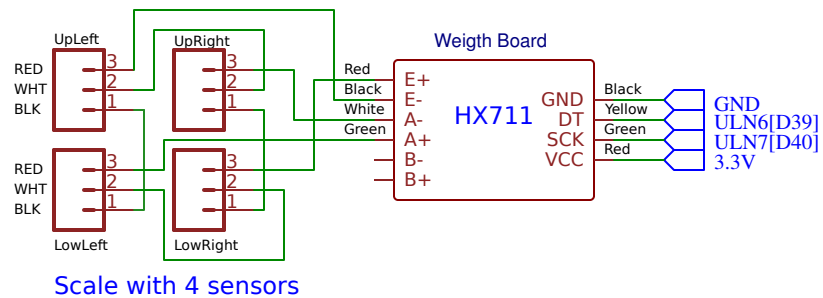 Weigth Board
UpLeft
UpRight
RED
WHT
BLK
3
2
1
3
2
1
Red
Black
White
Green
E+
E-
A-
A+
B-
B+
HX711
GND
DT
SCK
VCC
Black
Yellow
Green
Red
GND
ULN6[D39]
ULN7[D40]
3.3V
RED
WHT
BLK
3
2
1
3
2
1
LowLeft
LowRight
Scale with 4 sensors